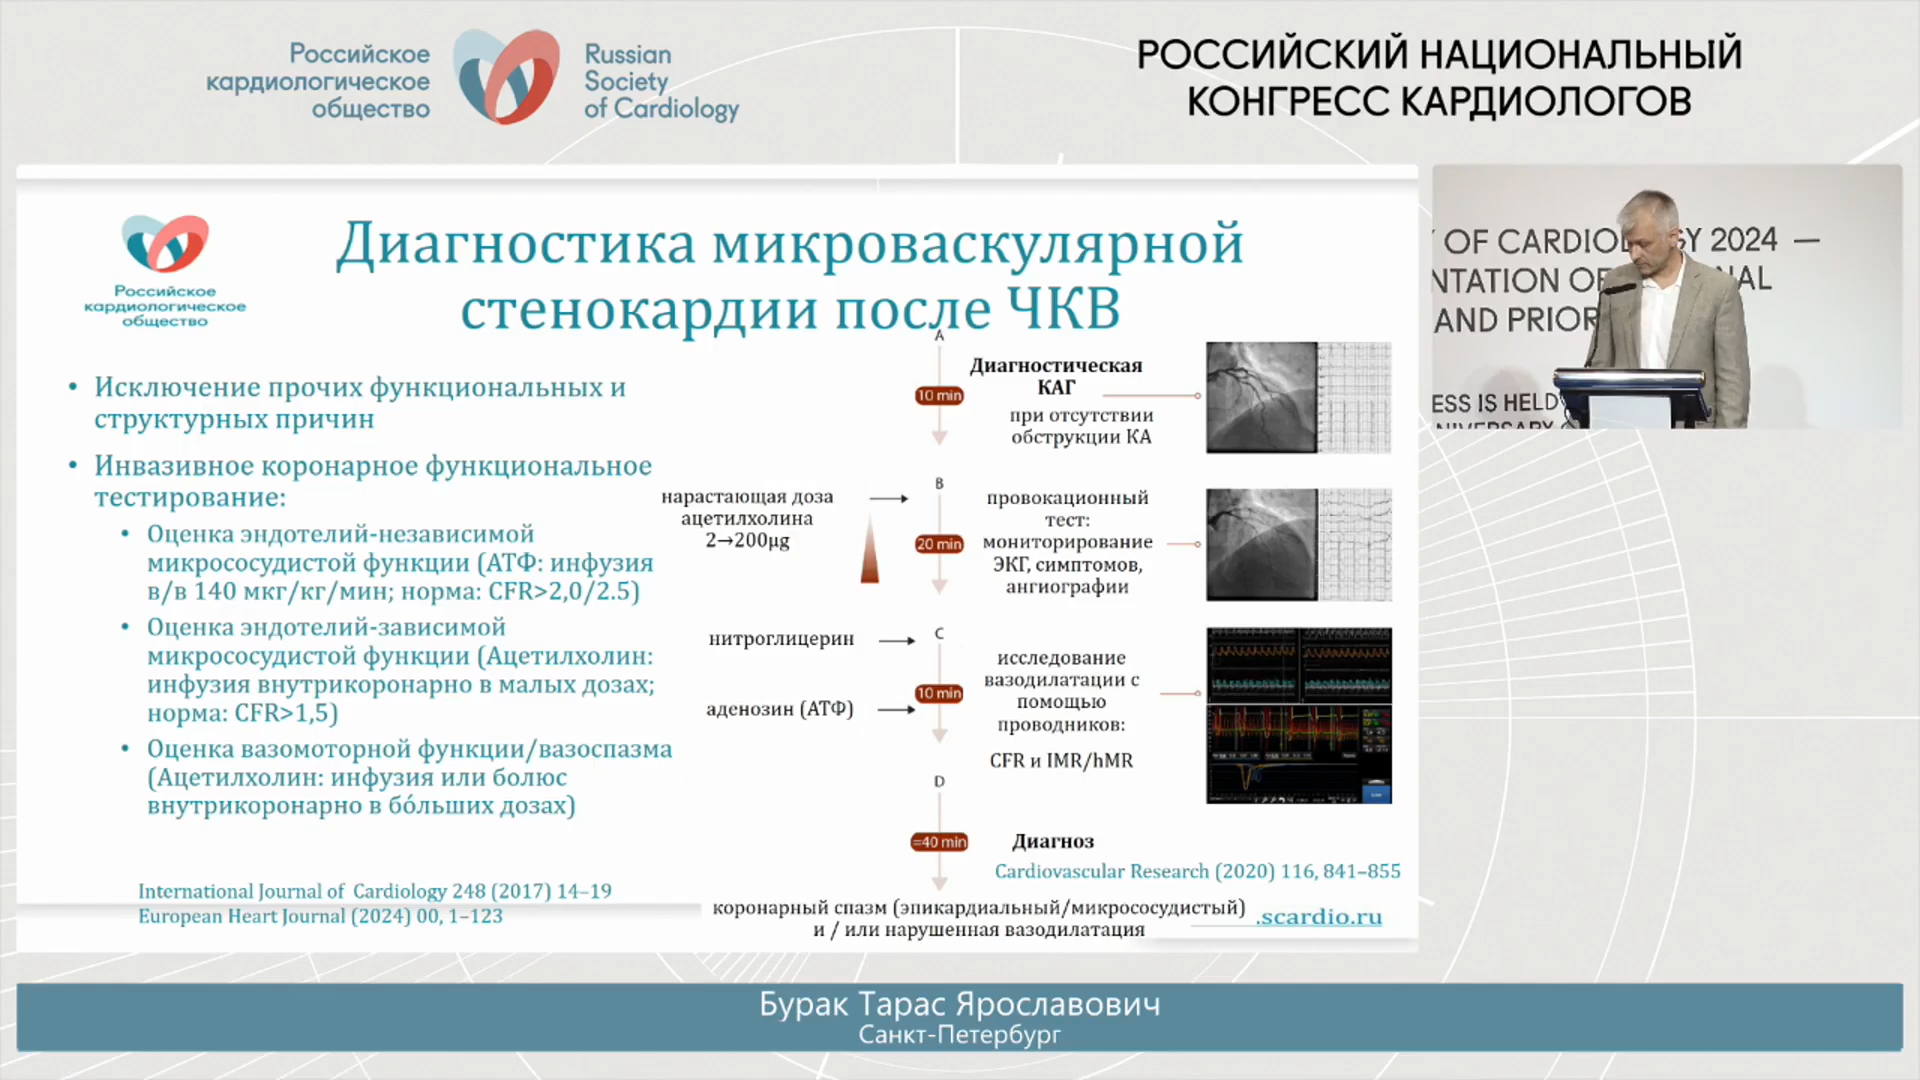 Российское
кардиологическое
общество
Russian
Society
of Cardiology
РОССИЙСКИЙ НАЦИОНАЛЬНЫЙ
КОНГРЕСС КАРДИОЛОГОВ
Российское
кардиологическое
общество
Диагностика микроваскулярной
стенокардии после ЧКВ
• Исключение прочих функциональных и
структурных причин
• Инвазивное коронарное функциональное
тестирование:
• Оценка эндотелий-независимой
микрососудистой функции (АТФ: инфузия
в/в 140 мкг/кг/мин; норма: CFR>2,0/2.5)
• Оценка эндотелий-зависимой
микрососудистой функции (Ацетилхолин:
инфузия внутрикоронарно в малых дозах;
норма: CFR>1,5)
• Оценка вазомоторной функции/вазоспазма
(Ацетилхолин: инфузия или болюс
внутрикоронарно в бо́льших дозах)
International Journal of Cardiology 248 (2017) 14–19
European Heart Journal (2024) 00, 1–123
A
10 min
Диагностическая
КАГ
при отсутствии
обструкции КА
B
нарастающая доза
ацетилхолина
2→200µg
20 min
провокационный
тест:
мониторирование
ЭКГ, симптомов,
ангиографии
нитроглицерин
C
аденозин (АТФ)
10 min
исследование
вазодилатации с
помощью
проводников:
CFR и IMR/hMR
D
=40 min
Диагноз
Cardiovascular Research (2020) 116, 841–855
коронарный спазм (эпикардиальный/микрососудистый)
и / или нарушенная вазодилатация
.scardio.ru
OF CARDIOL GY 2024 —
NTATION OF NAL
AND PRIOR
ESS IS HELD
NIVERSARY
Бурак Тарас Ярославович
Санкт-Петербург